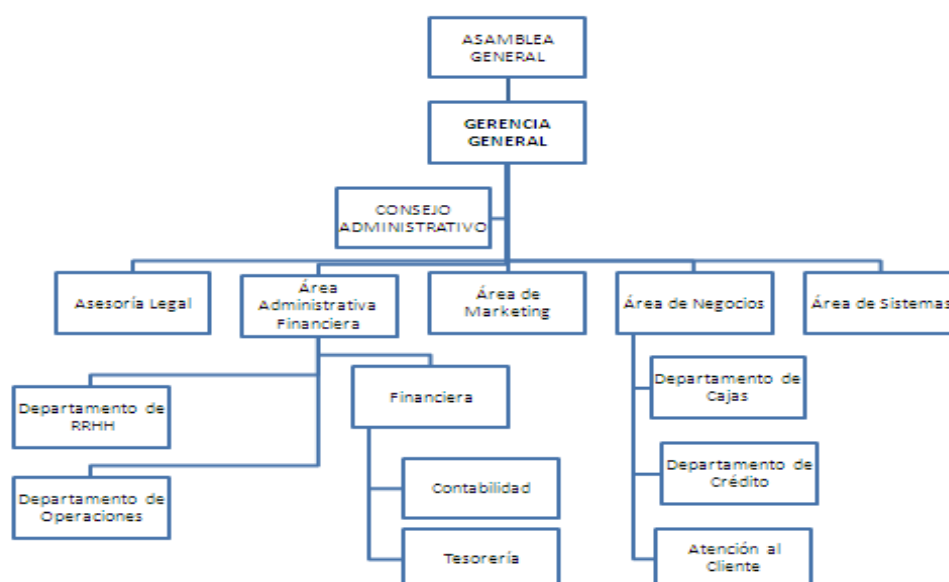 ASAMBLEA
GENERAL
GERENCIA
GENERAL
CONSEJO
ADMINISTRATIVO
Asesoría Legal
Área
Administrativa
Financiera
Área de
Marketing
Área de Negocios
Área de Sistemas
Departamento de
RRHH
Financiera
Departamento de
Cajas
Departamento de
Operaciones
Contabilidad
Departamento de
Crédito
Tesorería
Atención al
Cliente